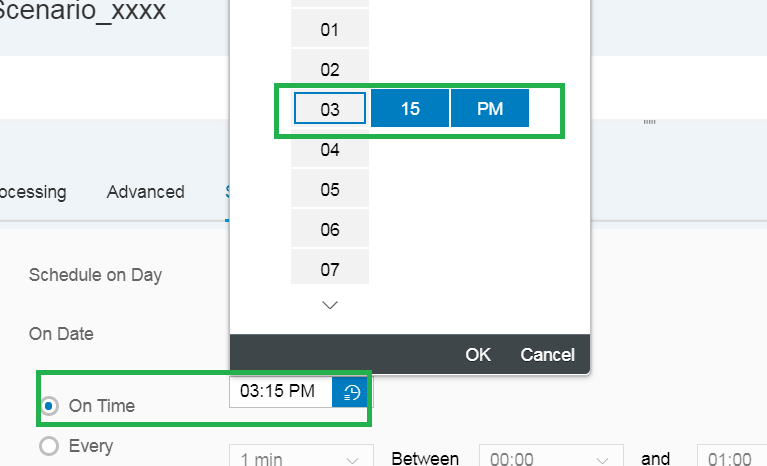 Scenario_xxxx
01
02
03 15 PM
04
05
06
07
ocessing Advanced S
Schedule on Day
On Date
OK Cancel
On Time 03:15 PM
Every 1 min Between 00:00 and 01:00